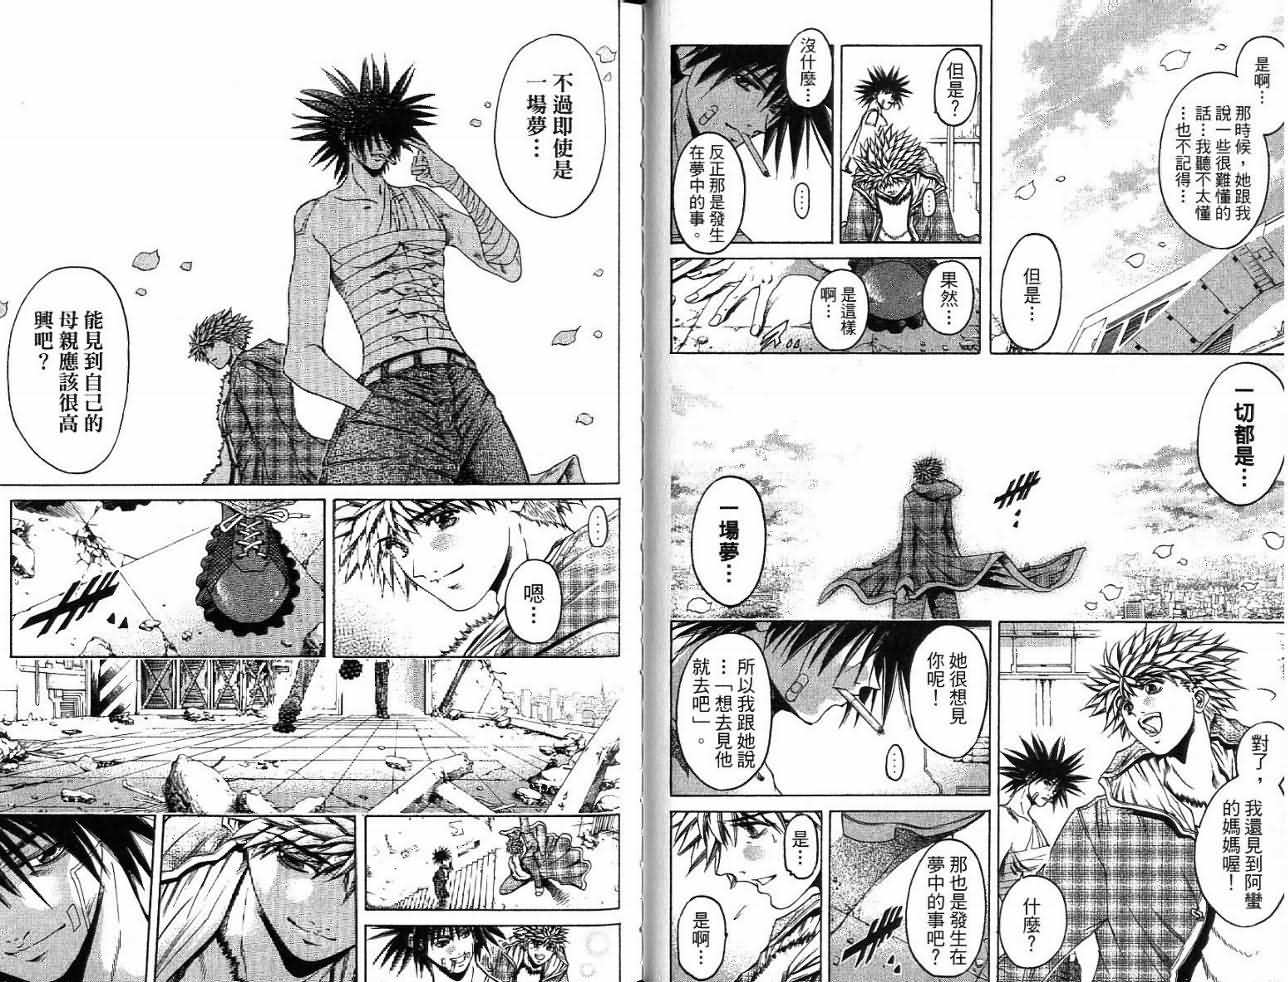 是啊…
那時候，她跟我
說一些很難懂的
話…我聽不太懂
…也不記得…
但是…
但是？
……
沒什麼…
……
反正那是發生
在夢中的事。
果然…
是這樣
啊…
一切都是…
一場夢…
對了，
我還見到阿蠻
的媽媽喔！
什麼？
她很想見
你呢！
……
所以我跟她說
…「想去見他
就去吧」。
那也是發生在
夢中的事吧？
是…
是啊…
不過即使是
一場夢…
能見到自己的
母親應該很高
興吧？
……
嗯…